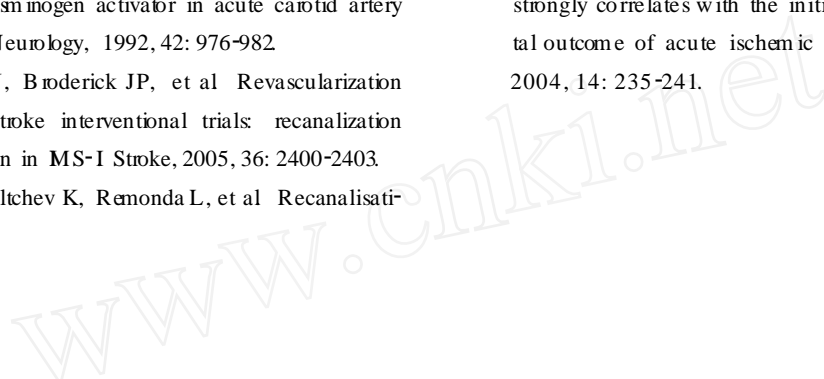 sminogen activator in acute carotid artery
Neurology, 1992, 42: 976-982.
, Broderick JP, et al Revascularization
troke interventional trials: recanalization
n in IMS-I Stroke, 2005, 36: 2400-2403.
ltchev K, Remonda L, et al Recanalisati-
strongly correlates with the initi
tal outcome of acute ischemic
2004, 14: 235-241.
www.cnki.net